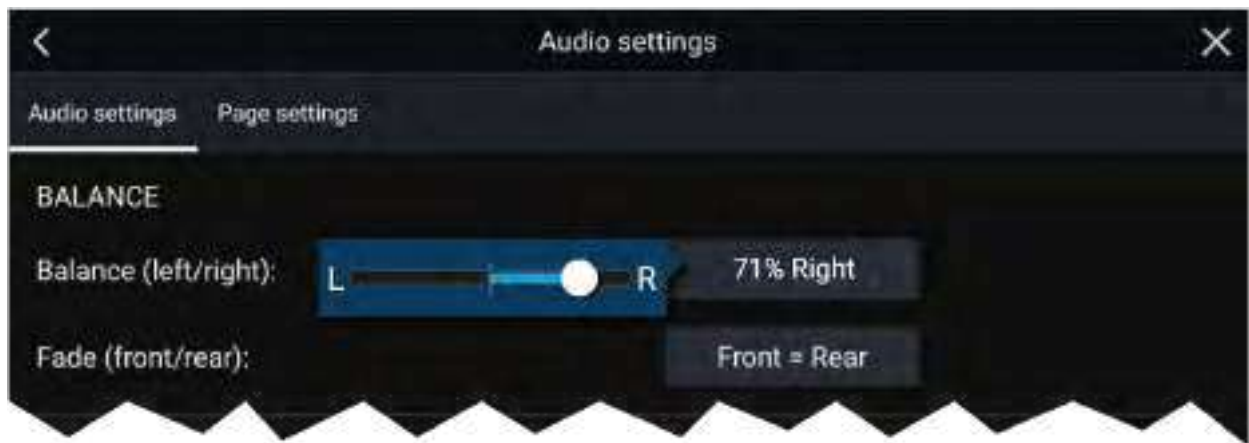 Audio settings
Audio settings Page settings
BALANCE
Balance (left/right): L R 71% Right
Fade (front/rear): Front = Rear